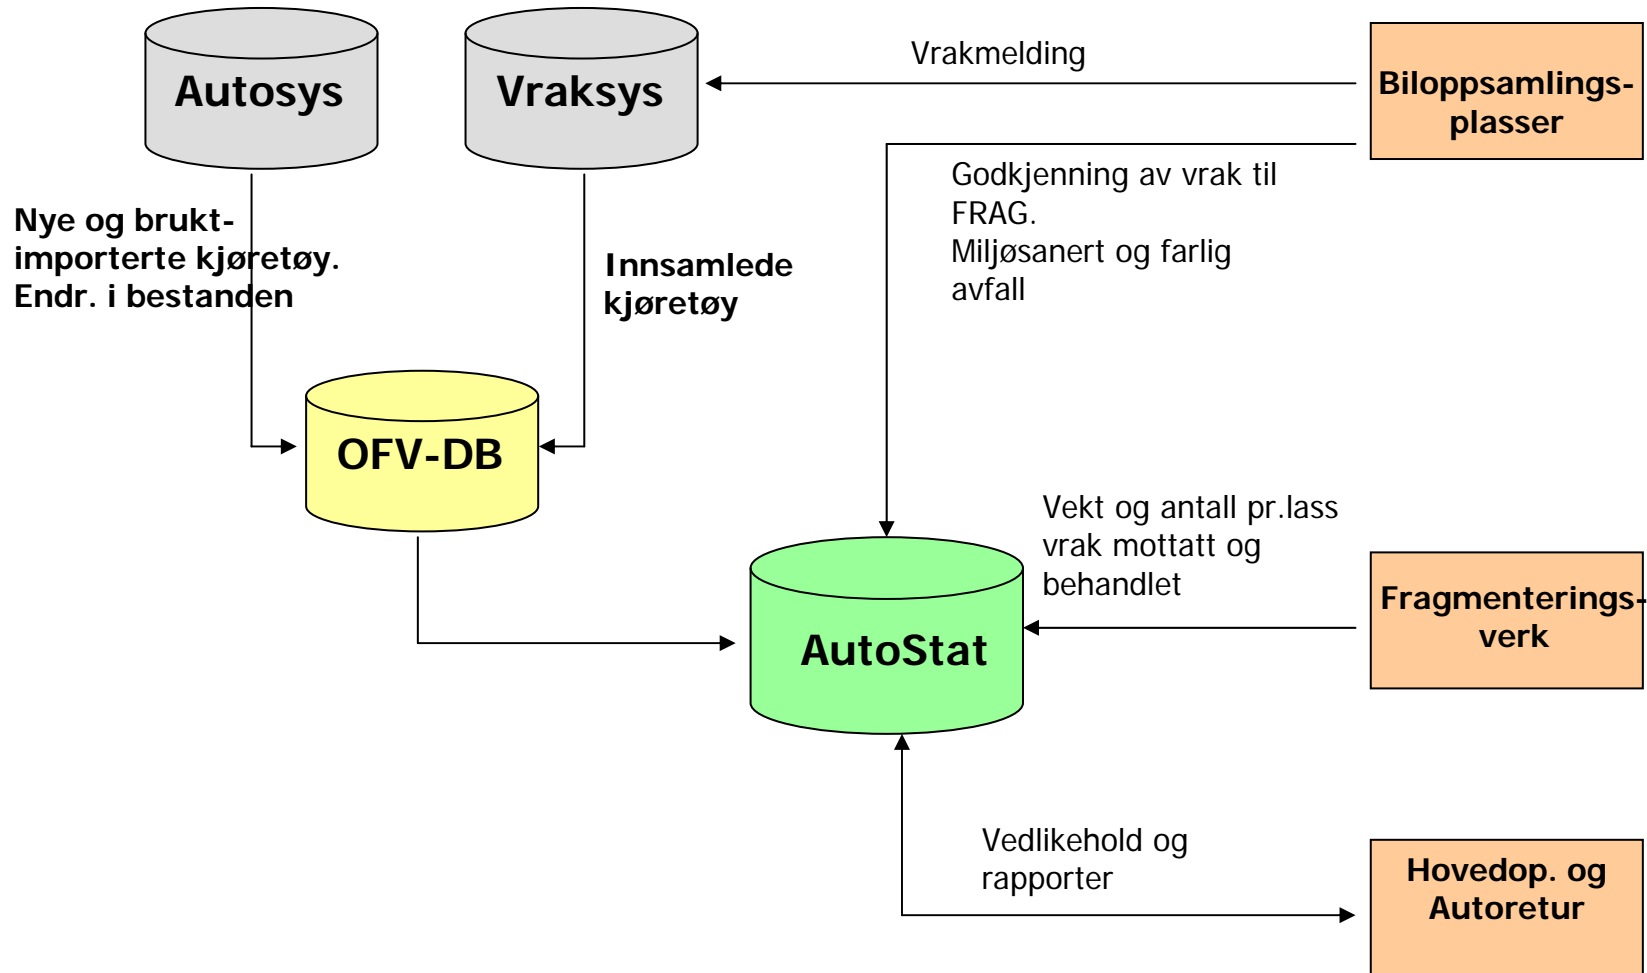 Autosys
Vraksys
Vrakmelding
Biloppsamlings-
plasser
Godkjenning av vrak til
FRAG.
Miljøsanert og farlig
avfall
Nye og brukt-
importerte kjøretøy.
Endr. i bestanden
Innsamlede
kjøretøy
OFV-DB
Vekt og antall pr.lass
vrak mottatt og
behandlet
Fragmenterings-
verk
AutoStat
Vedlikehold og
rapporter
Hovedop. og
Autoretur